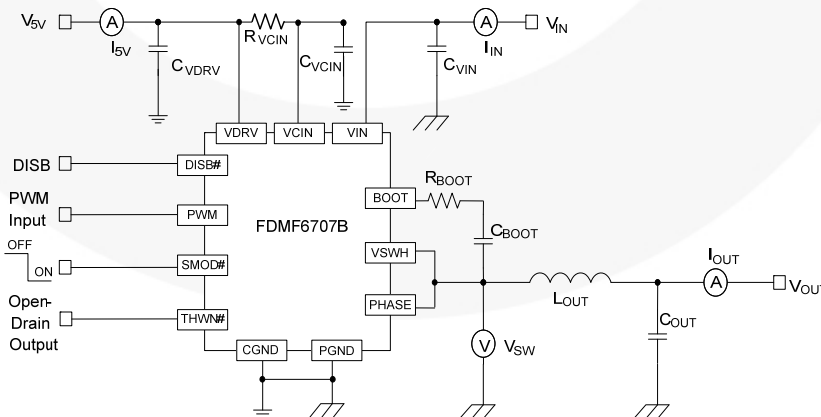 V5V
A
I5V
RVCIN
CVDRV
CVCIN
CVIN
A
IIN
VIN
VDRV
VCIN
VIN
DISB
DISB#
PWM
Input
PWM
OFF
ON
SMOD#
Open-
Drain
Output
THWN#
FDMF6707B
BOOT
RBOOT
CBOOT
VSWH
PHASE
CGND
PGND
V
VSW
LOUT
COUT
IOUT
A
VOUT